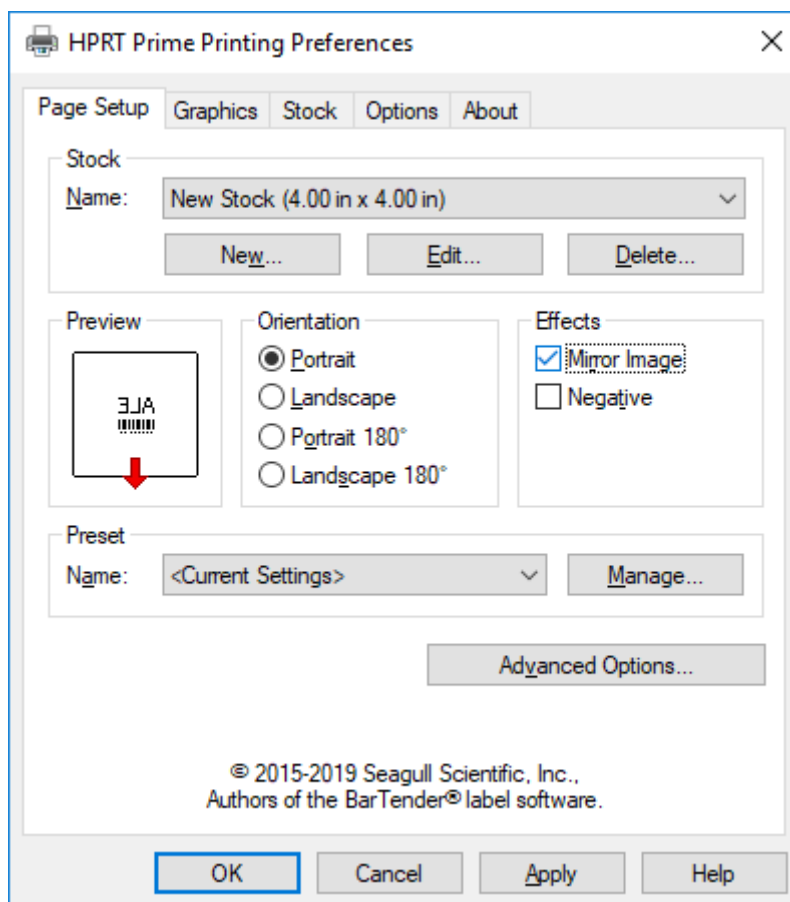 HPRT Prime Printing Preferences
Page Setup Graphics Stock Options About
Stock
Name: New Stock (4.00 in x 4.00 in)
New... Edit... Delete...
Preview Orientation Effects
ALE
Portrait
Landscape
Portrait 180°
Landscape 180°
Mirror Image
Negative
Preset
Name: <Current Settings> Manage...
Advanced Options...
© 2015-2019 Seagull Scientific, Inc.,
Authors of the BarTender® label software.
OK Cancel Apply Help